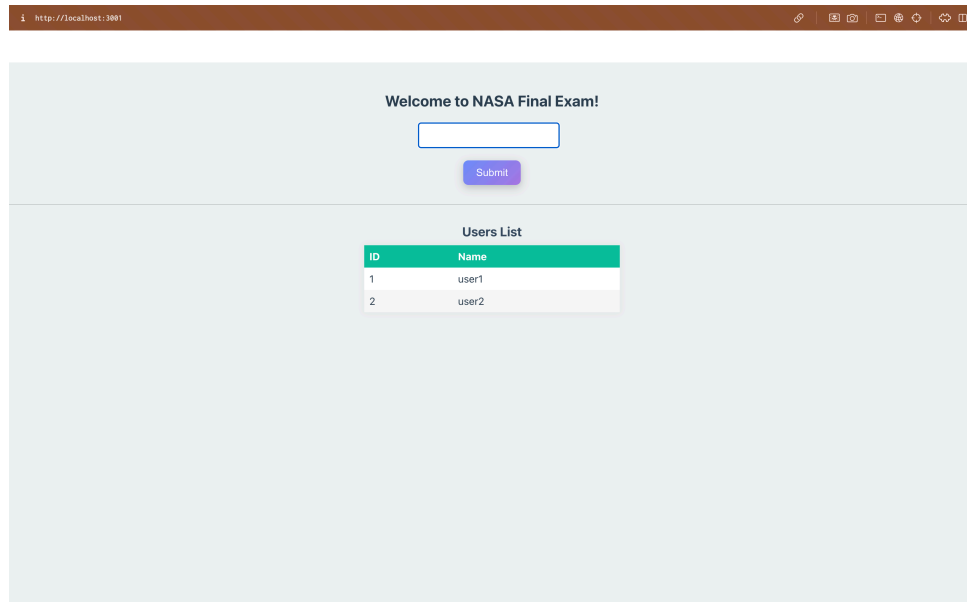 i http://localhost:3001
Welcome to NASA Final Exam!
Submit
Users List
ID Name
1 user1
2 user2